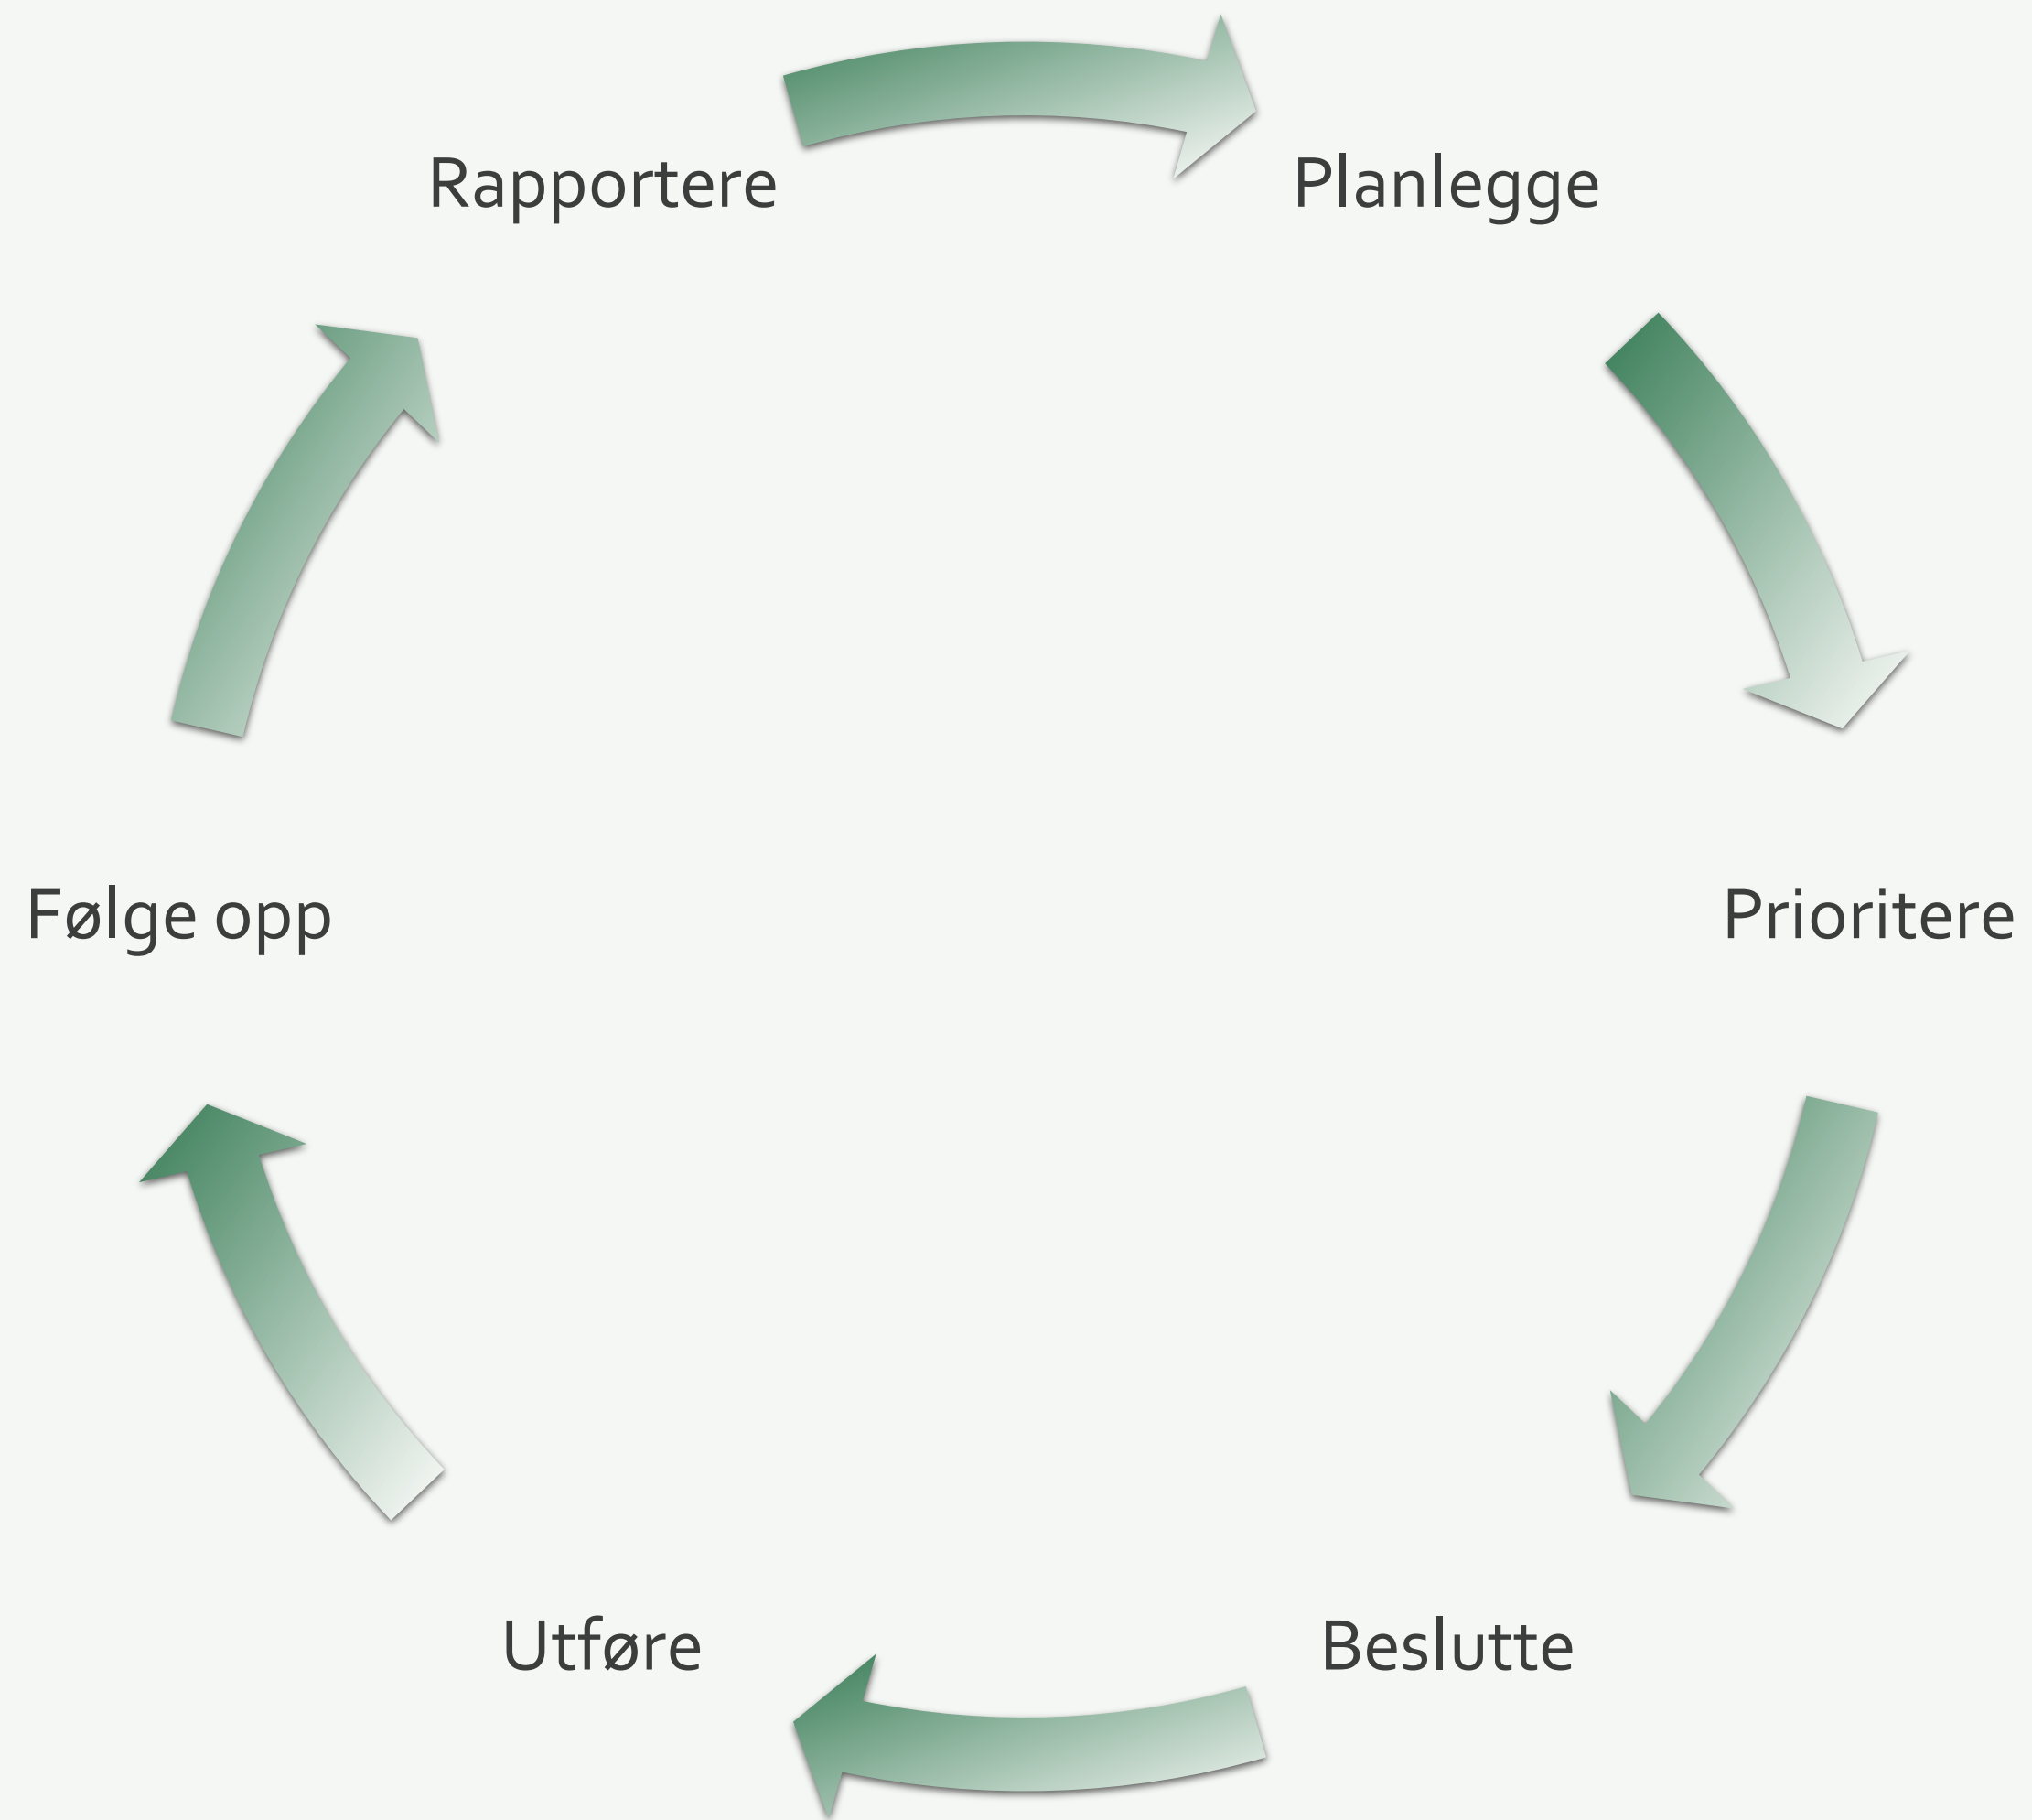 Rapportere
Planlegge
Følge opp
Prioritere
Utføre
Beslutte